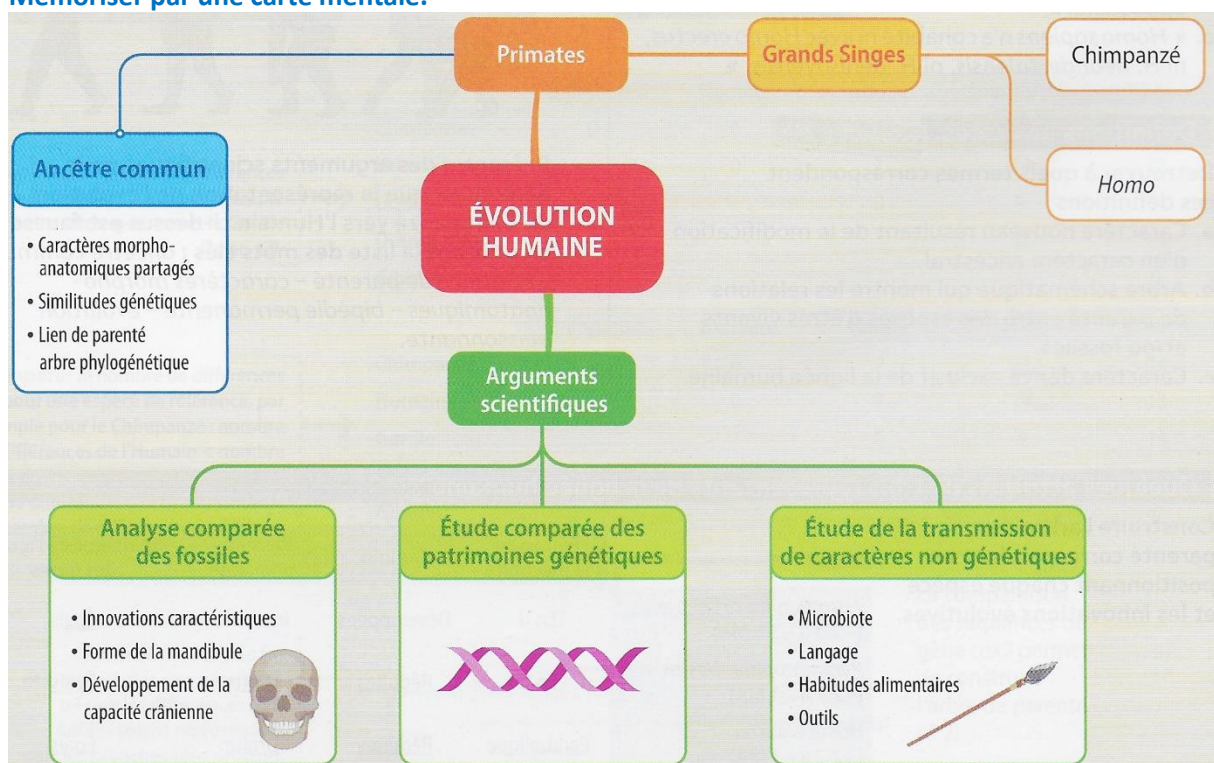 Mémoriser par une carte mentale.
Primates
Grands Singes
Chimpanzé
Homo
Ancêtre commun
• Caractères morpho-
anatomiques partagés
• Similitudes génétiques
• Lien de parenté
arbre phylogénétique
ÉVOLUTION
HUMAINE
Arguments
scientifiques
Analyse comparée
des fossiles
• Innovations caractéristiques
• Forme de la mandibule
• Développement de la
capacité crânienne
Étude comparée des
patrimoines génétiques
Étude de la transmission
de caractères non génétiques
• Microbiote
• Langage
• Habitudes alimentaires
• Outils